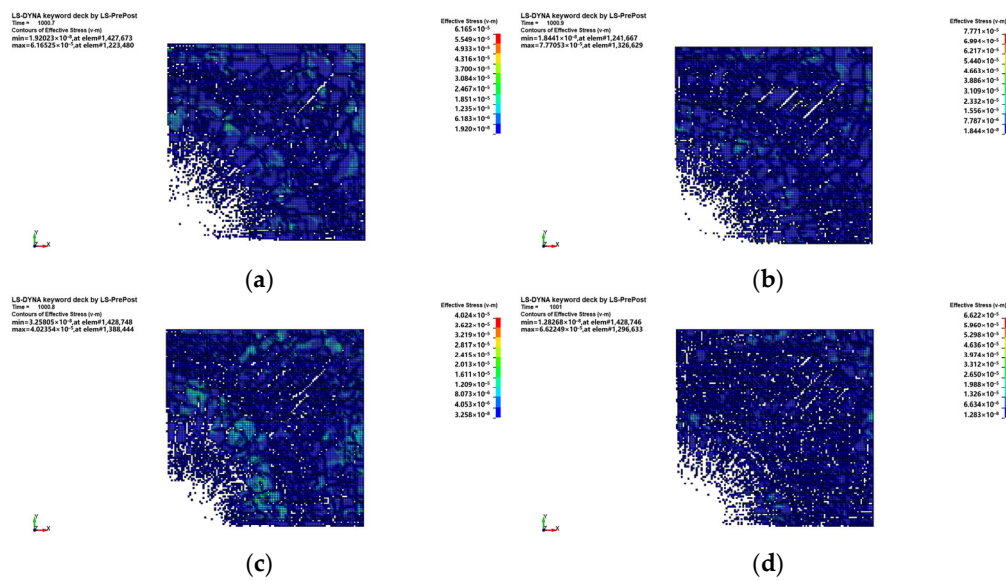 LS-DYNA keyword deck by LS-PrePost
Time = 1000.7
Contours of Effective Stress (v-m)
min=1.92023×10⁻⁸,at elem#1,427,673
max=6.16525×10⁻⁵,at elem#1,223,480
Effective Stress (v-m)
6.165×10⁻⁵
5.549×10⁻⁵
4.933×10⁻⁵
4.316×10⁻⁵
3.700×10⁻⁵
3.084×10⁻⁵
2.467×10⁻⁵
1.851×10⁻⁵
1.235×10⁻⁵
6.183×10⁻⁶
1.920×10⁻⁸
Y
Z
X
(a)
LS-DYNA keyword deck by LS-PrePost
Time = 1000.9
Contours of Effective Stress (v-m)
min=1.8441×10⁻⁸,at elem#1,241,667
max=7.77053×10⁻⁵,at elem#1,326,629
Effective Stress (v-m)
7.771×10⁻⁵
6.994×10⁻⁵
6.217×10⁻⁵
5.440×10⁻⁵
4.663×10⁻⁵
3.886×10⁻⁵
3.109×10⁻⁵
2.332×10⁻⁵
1.556×10⁻⁵
7.787×10⁻⁶
1.844×10⁻⁸
Y
Z
X
(b)
LS-DYNA keyword deck by LS-PrePost
Time = 1000.8
Contours of Effective Stress (v-m)
min=3.25805×10⁻⁸,at elem#1,428,748
max=4.02354×10⁻⁵,at elem#1,388,444
Effective Stress (v-m)
4.024×10⁻⁵
3.622×10⁻⁵
3.219×10⁻⁵
2.817×10⁻⁵
2.415×10⁻⁵
2.013×10⁻⁵
1.611×10⁻⁵
1.209×10⁻⁵
8.073×10⁻⁶
4.053×10⁻⁶
3.258×10⁻⁸
Y
Z
X
(c)
LS-DYNA keyword deck by LS-PrePost
Time = 1001
Contours of Effective Stress (v-m)
min=1.28268×10⁻⁸,at elem#1,428,746
max=6.62249×10⁻⁵,at elem#1,296,633
Effective Stress (v-m)
6.622×10⁻⁵
5.960×10⁻⁵
5.298×10⁻⁵
4.636×10⁻⁵
3.974×10⁻⁵
3.312×10⁻⁵
2.650×10⁻⁵
1.988×10⁻⁵
1.326×10⁻⁵
6.634×10⁻⁶
1.283×10⁻⁸
Y
Z
X
(d)